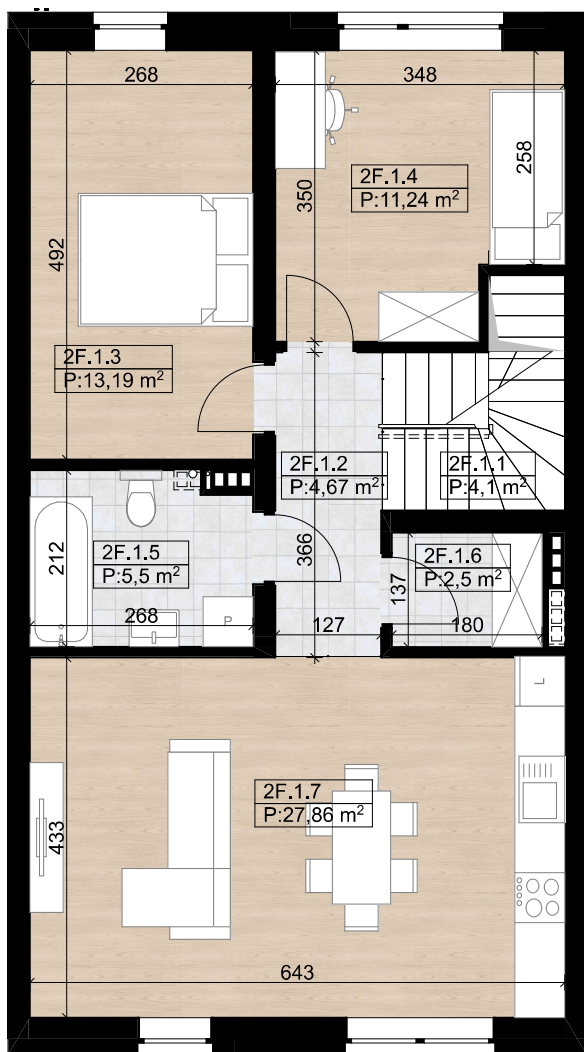 268
348
258
350
492
2F.1.4
P:11,24 m²
2F.1.3
P:13,19 m²
2F.1.2
P:4,67 m²
2F.1.1
P:4,1 m²
212
2F.1.5
P:5,5 m²
366
2F.1.6
P:2,5 m²
137
268
P
127
180
L
2F.1.7
P:27,86 m²
433
643